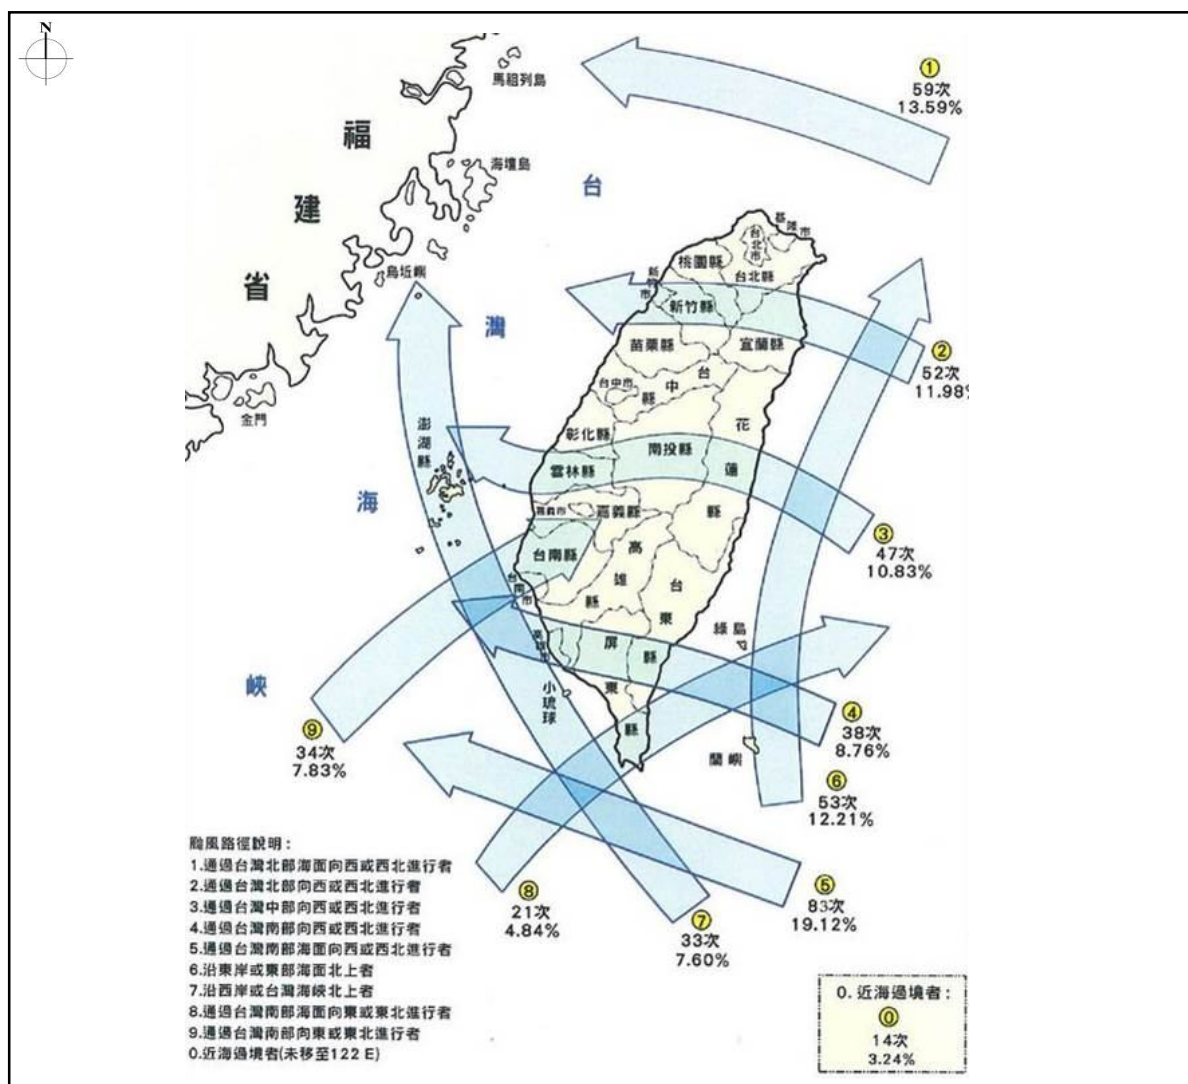 N
馬祖列島
①
59次
13.59%
福
建
省
海壇島
烏坵嶼
金門
台
灣
海
峽
基隆市
台北市
桃園縣
台北縣
新竹市
新竹縣
②
52次
11.98%
苗栗縣
宜蘭縣
台中市
台
中
縣
花
蓮
縣
彰化縣
南投縣
澎湖縣
雲林縣
嘉義市
嘉義縣
③
47次
10.83%
台南縣
台南市
高
雄
縣
台
東
縣
綠島
高雄市
屏
東
縣
小琉球
④
38次
8.76%
蘭嶼
⑨
34次
7.83%
⑥
53次
12.21%
⑤
83次
19.12%
⑧
21次
4.84%
⑦
33次
7.60%
颱風路徑說明：
1.通過台灣北部海面向西或西北進行者
2.通過台灣北部向西或西北進行者
3.通過台灣中部向西或西北進行者
4.通過台灣南部向西或西北進行者
5.通過台灣南部海面向西或西北進行者
6.沿東岸或東部海面北上者
7.沿西岸或台灣海峽北上者
8.通過台灣南部海面向東或東北進行者
9.通過台灣南部向東或東北進行者
0.近海過境者(未移至122 E)
0. 近海過境者：
⓪
14次
3.24%